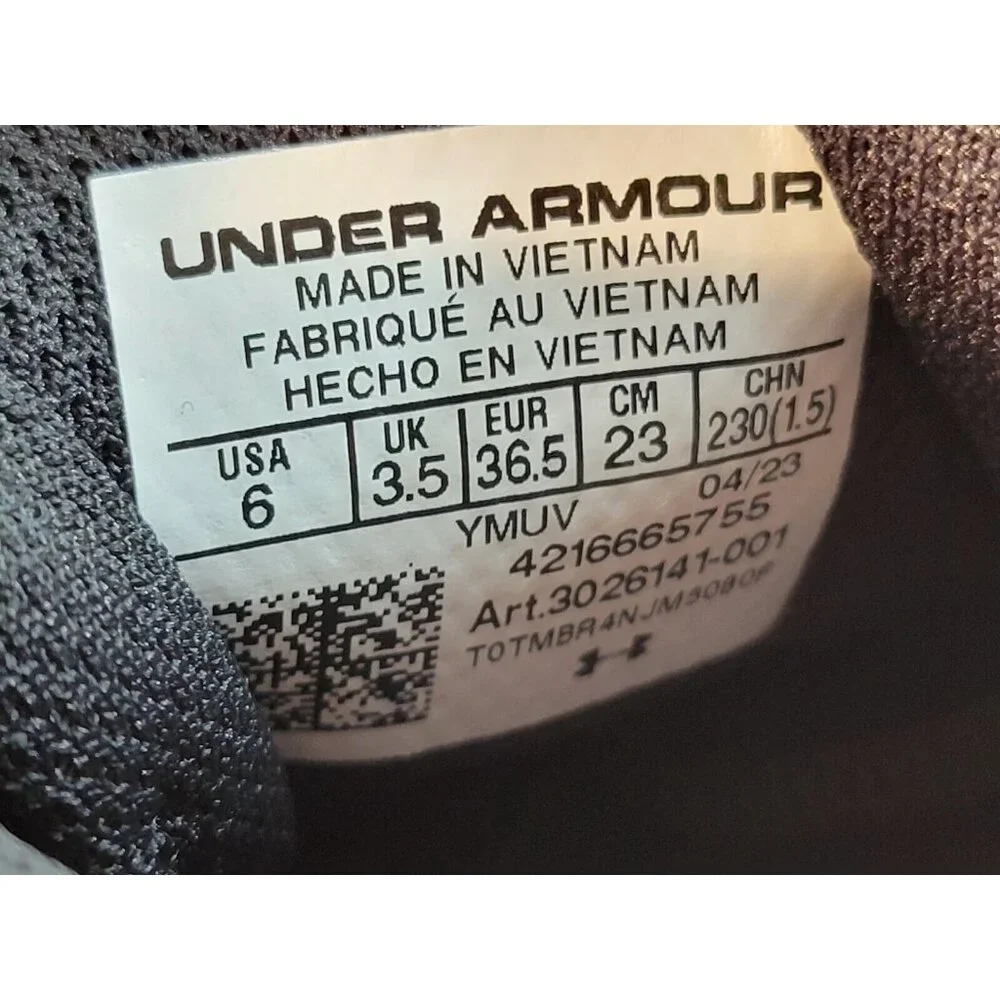 UNDER ARMOUR
MADE IN VIETNAM
FABRIQUÉ AU VIETNAM
HECHO EN VIETNAM
USA UK EUR CM CHN
6 3.5 36.5 23 230(1.5)
YMUV 04/23
4216665755
Art.3026141-001